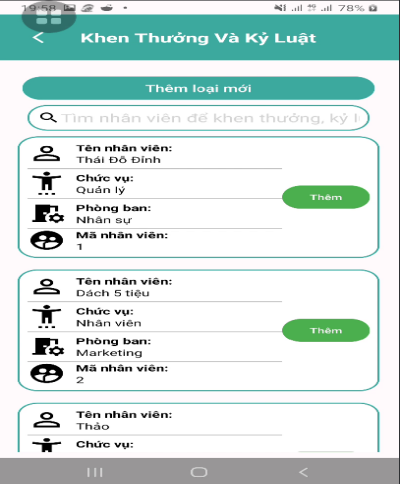 19:58 78%
Khen Thưởng Và Kỷ Luật
Thêm loại mới
Tìm nhân viên để khen thưởng, kỷ l
Tên nhân viên:
Thái Đỗ Đỉnh
Chức vụ:
Quản lý
Thêm
Phòng ban:
Nhân sự
Mã nhân viên:
1
Tên nhân viên:
Dách 5 tiệu
Chức vụ:
Nhân viên
Thêm
Phòng ban:
Marketing
Mã nhân viên:
2
Tên nhân viên:
Thảo
Chức vụ: